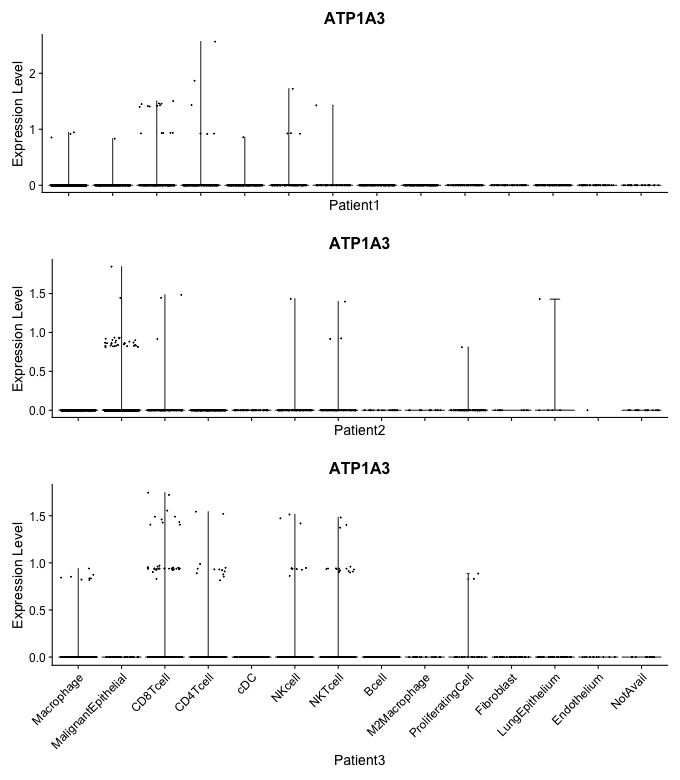 ATP1A3
Expression Level
2
1
0
Patient1
ATP1A3
Expression Level
1.5
1.0
0.5
0.0
Patient2
ATP1A3
Expression Level
1.5
1.0
0.5
0.0
Macrophage
MalignantEpithelial
CD8Tcell
CD4Tcell
cDC
NKcell
NKTcell
Bcell
M2Macrophage
ProliferatingCell
Fibroblast
LungEpithelium
Endothelium
NotAvail
Patient3